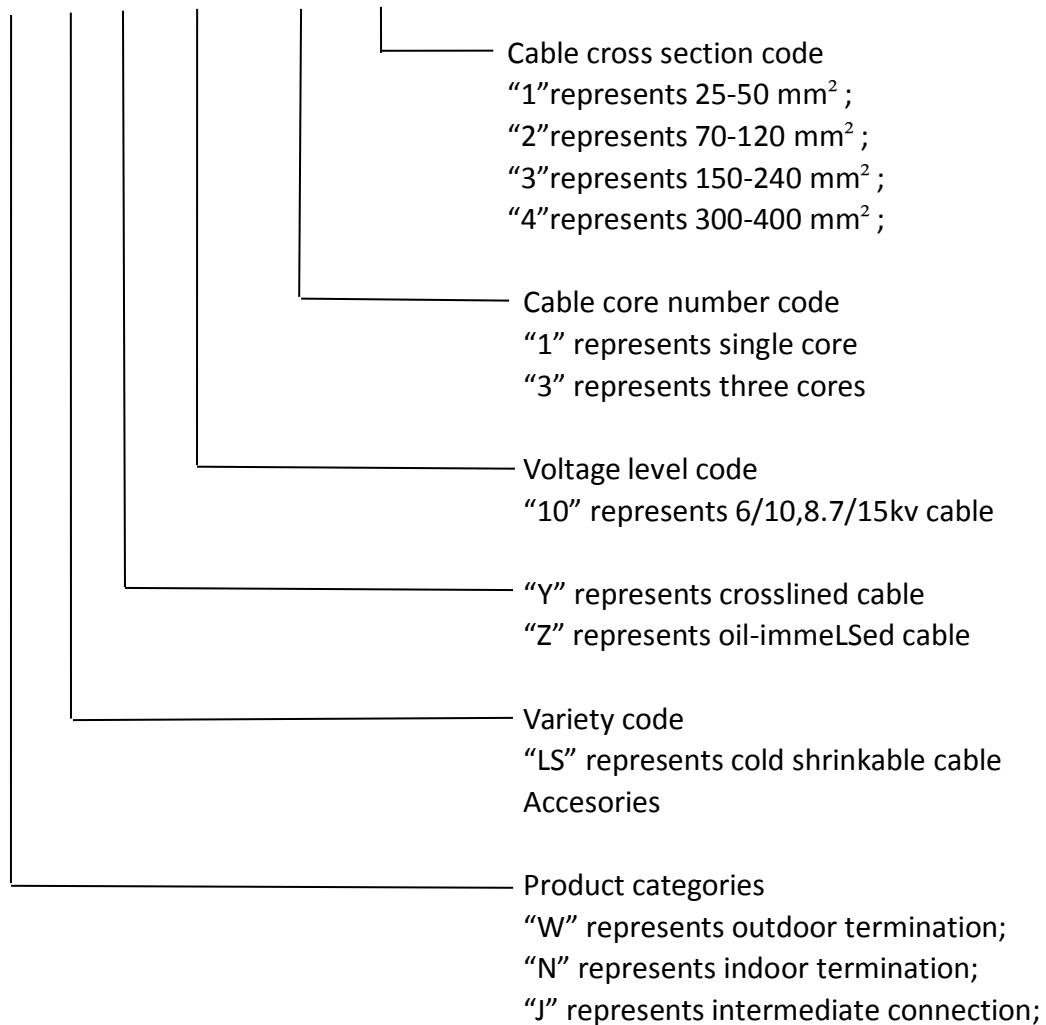 Cable cross section code
“1”represents 25-50 mm² ;
“2”represents 70-120 mm² ;
“3”represents 150-240 mm² ;
“4”represents 300-400 mm² ;
Cable core number code
“1” represents single core
“3” represents three cores
Voltage level code
“10” represents 6/10,8.7/15kv cable
“Y” represents crosslined cable
“Z” represents oil-immeLSed cable
Variety code
“LS” represents cold shrinkable cable
Accesories
Product categories
“W” represents outdoor termination;
“N” represents indoor termination;
“J” represents intermediate connection;